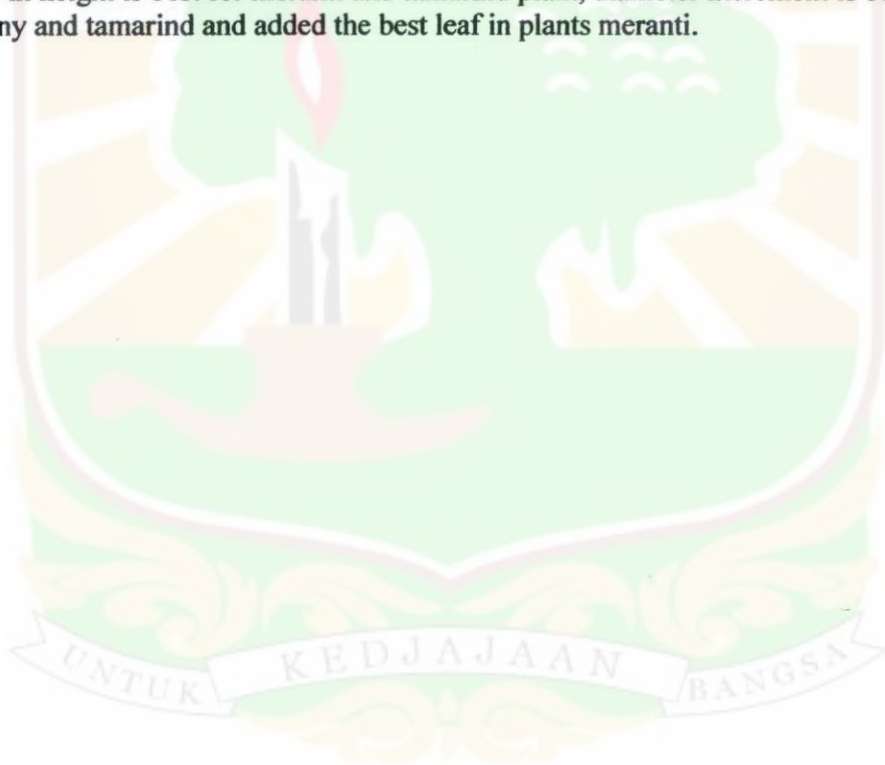 ny and tamarind and added the best leaf in plants meranti.
UNTUK KEDJAJAAN BANGSA